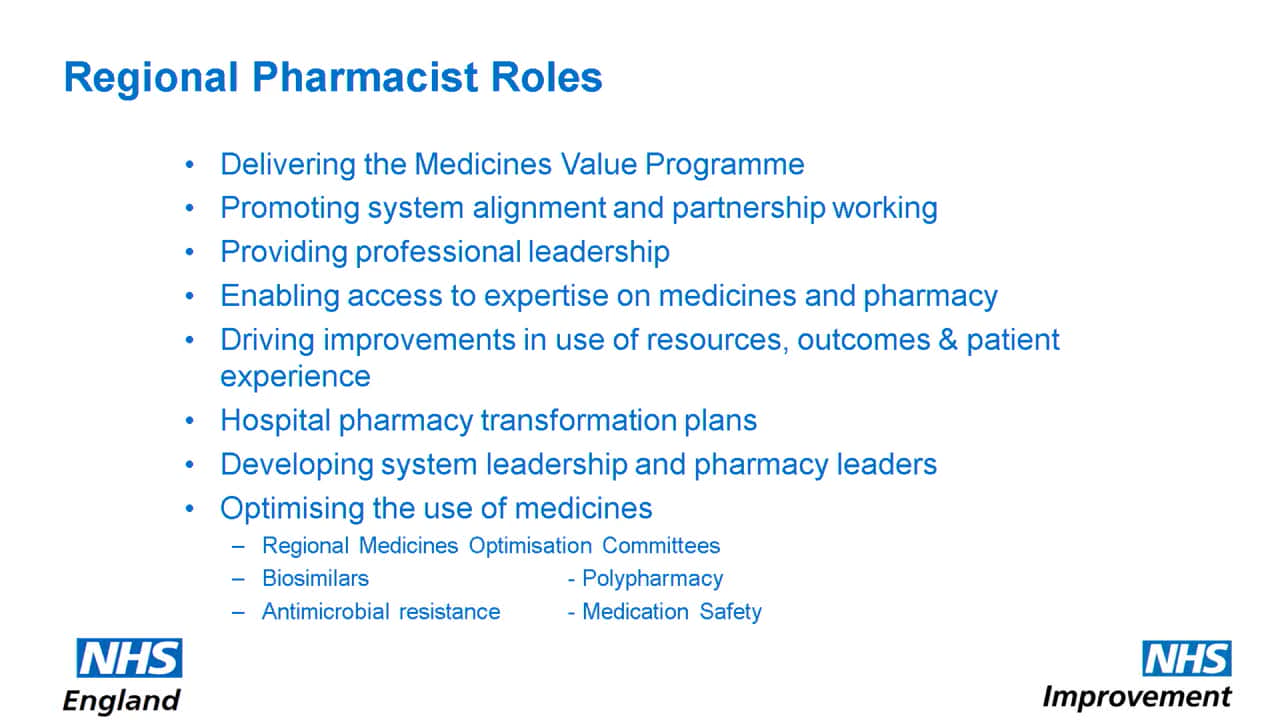 Regional Pharmacist Roles
• Delivering the Medicines Value Programme
• Promoting system alignment and partnership working
• Providing professional leadership
• Enabling access to expertise on medicines and pharmacy
• Driving improvements in use of resources, outcomes & patient
experience
• Hospital pharmacy transformation plans
• Developing system leadership and pharmacy leaders
• Optimising the use of medicines
– Regional Medicines Optimisation Committees
– Biosimilars - Polypharmacy
– Antimicrobial resistance - Medication Safety
NHS
England
NHS
Improvement